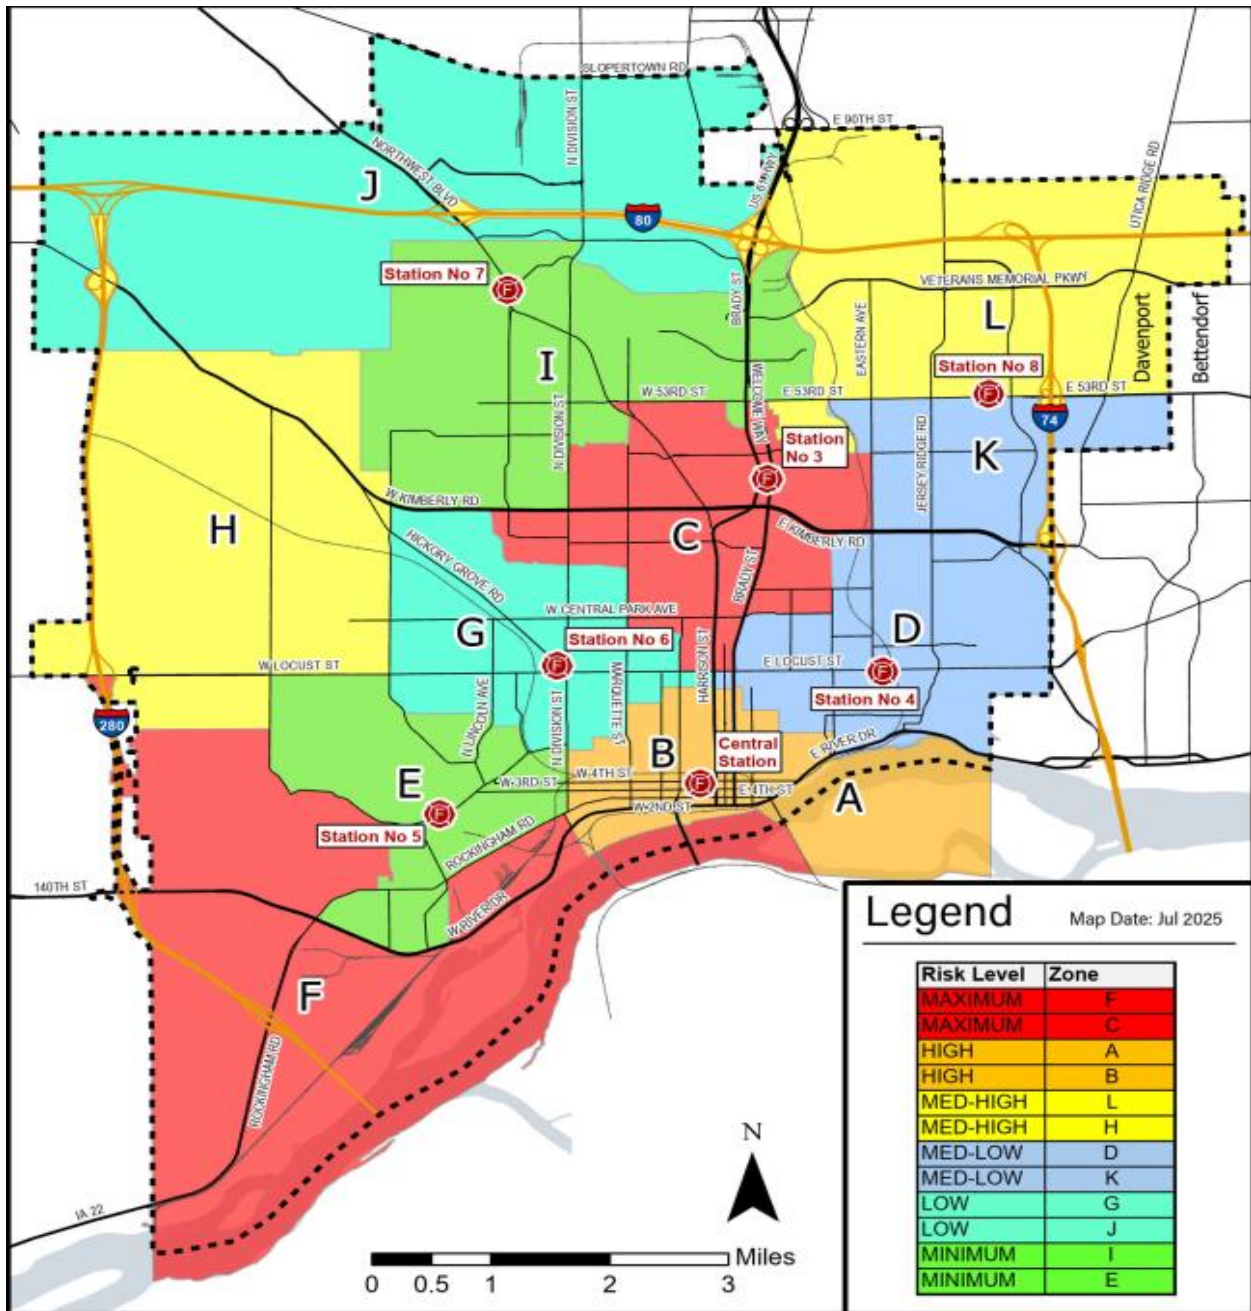 SLOPERTOWN RD
N DIVISION ST
E 90TH ST
NORTHWEST BLVD
US 61 HWY
UTICA RIDGE RD
J
80
Station No 7
F
BRADY ST
VETERANS MEMORIAL PKWY
EASTERN AVE
L
Davenport
Bettendorf
I
Station No 8
F
W 53RD ST
E 53RD ST
E 53RD ST
WELCOME WAY
74
N DIVISION ST
JERSEY RIDGE RD
Station
No 3
F
K
W KIMBERLY RD
H
HICKORY GROVE RD
C
E KIMBERLY RD
BRADY ST
W CENTRAL PARK AVE
G
Station No 6
F
D
W LOCUST ST
HARRISON ST
E LOCUST ST
F
MARQUETTE ST
N LINCOLN AVE
N DIVISION ST
Station No 4
280
B
Central
Station
F
E RIVER DR
W 4TH ST
W 3RD ST
E 4TH ST
W 2ND ST
A
E
F
Station No 5
ROCKINGHAM RD
140TH ST
W RIVER DR
F
ROCKINGHAM RD
IA 22
N
Miles
0 0.5 1 2 3
Legend
Map Date: Jul 2025
Risk Level Zone
MAXIMUM F
MAXIMUM C
HIGH A
HIGH B
MED-HIGH L
MED-HIGH H
MED-LOW D
MED-LOW K
LOW G
LOW J
MINIMUM I
MINIMUM E